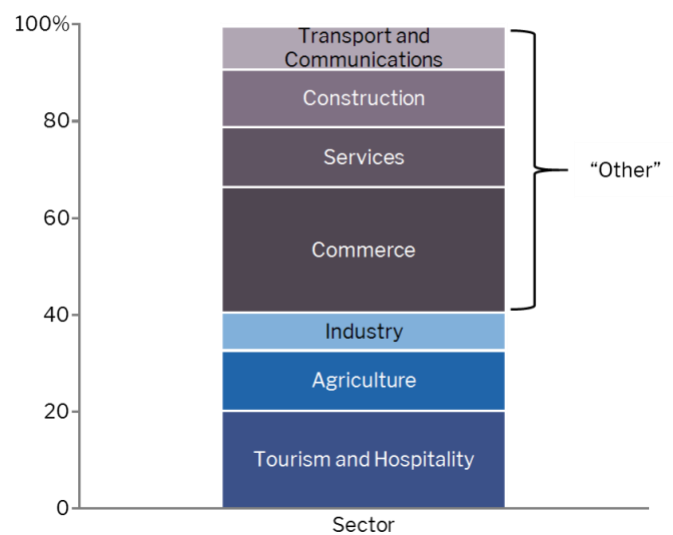 100%
Transport and
Communications
Construction
80
Services
“Other”
60
Commerce
40
Industry
Agriculture
20
Tourism and Hospitality
0
Sector